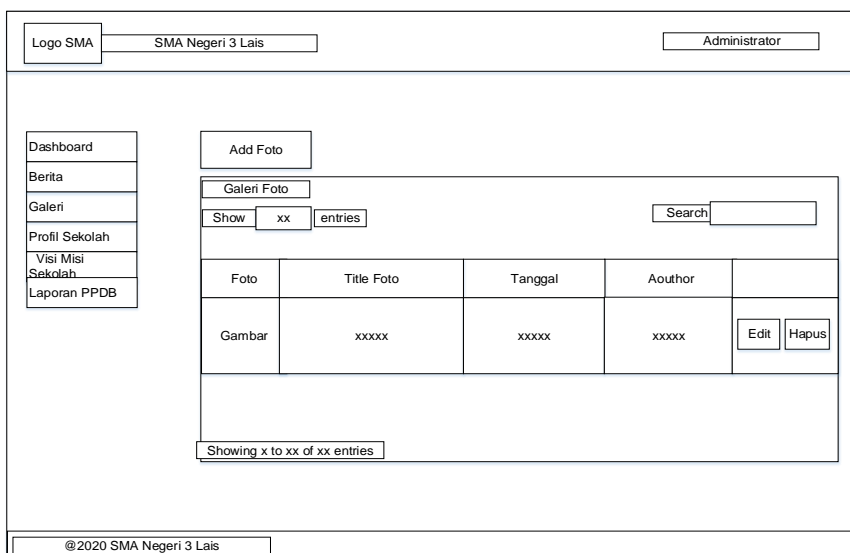 Logo SMA
SMA Negeri 3 Lais
Administrator
Dashboard
Berita
Galeri
Profil Sekolah
Visi Misi
Sekolah
Laporan PPDB
Add Foto
Galeri Foto
Show xx entries
Search
Foto Title Foto Tanggal Aouthor
Gambar xxxxx xxxxx xxxxx Edit Hapus
Showing x to xx of xx entries
@2020 SMA Negeri 3 Lais